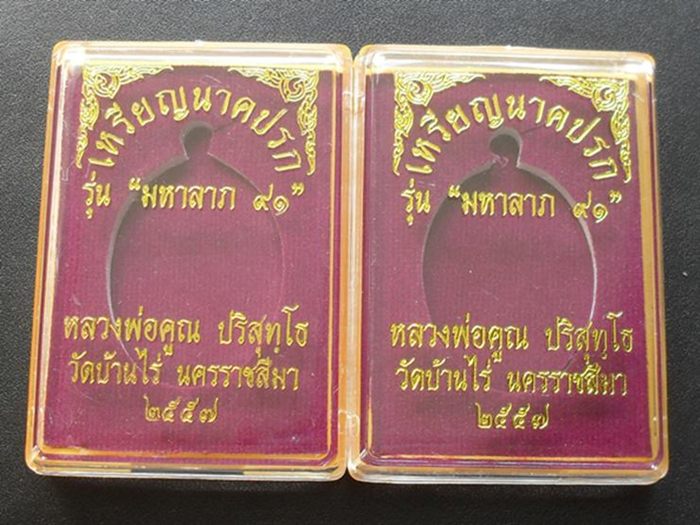 เหรียญนาคปรก
รุ่น “มหาลาภ ๙๑”
หลวงพ่อคูณ ปริสุทฺโธ
วัดบ้านไร่ นครราชสีมา
๒๕๕๗
เหรียญนาคปรก
รุ่น “มหาลาภ ๙๑”
หลวงพ่อคูณ ปริสุทฺโธ
วัดบ้านไร่ นครราชสีมา
๒๕๕๗